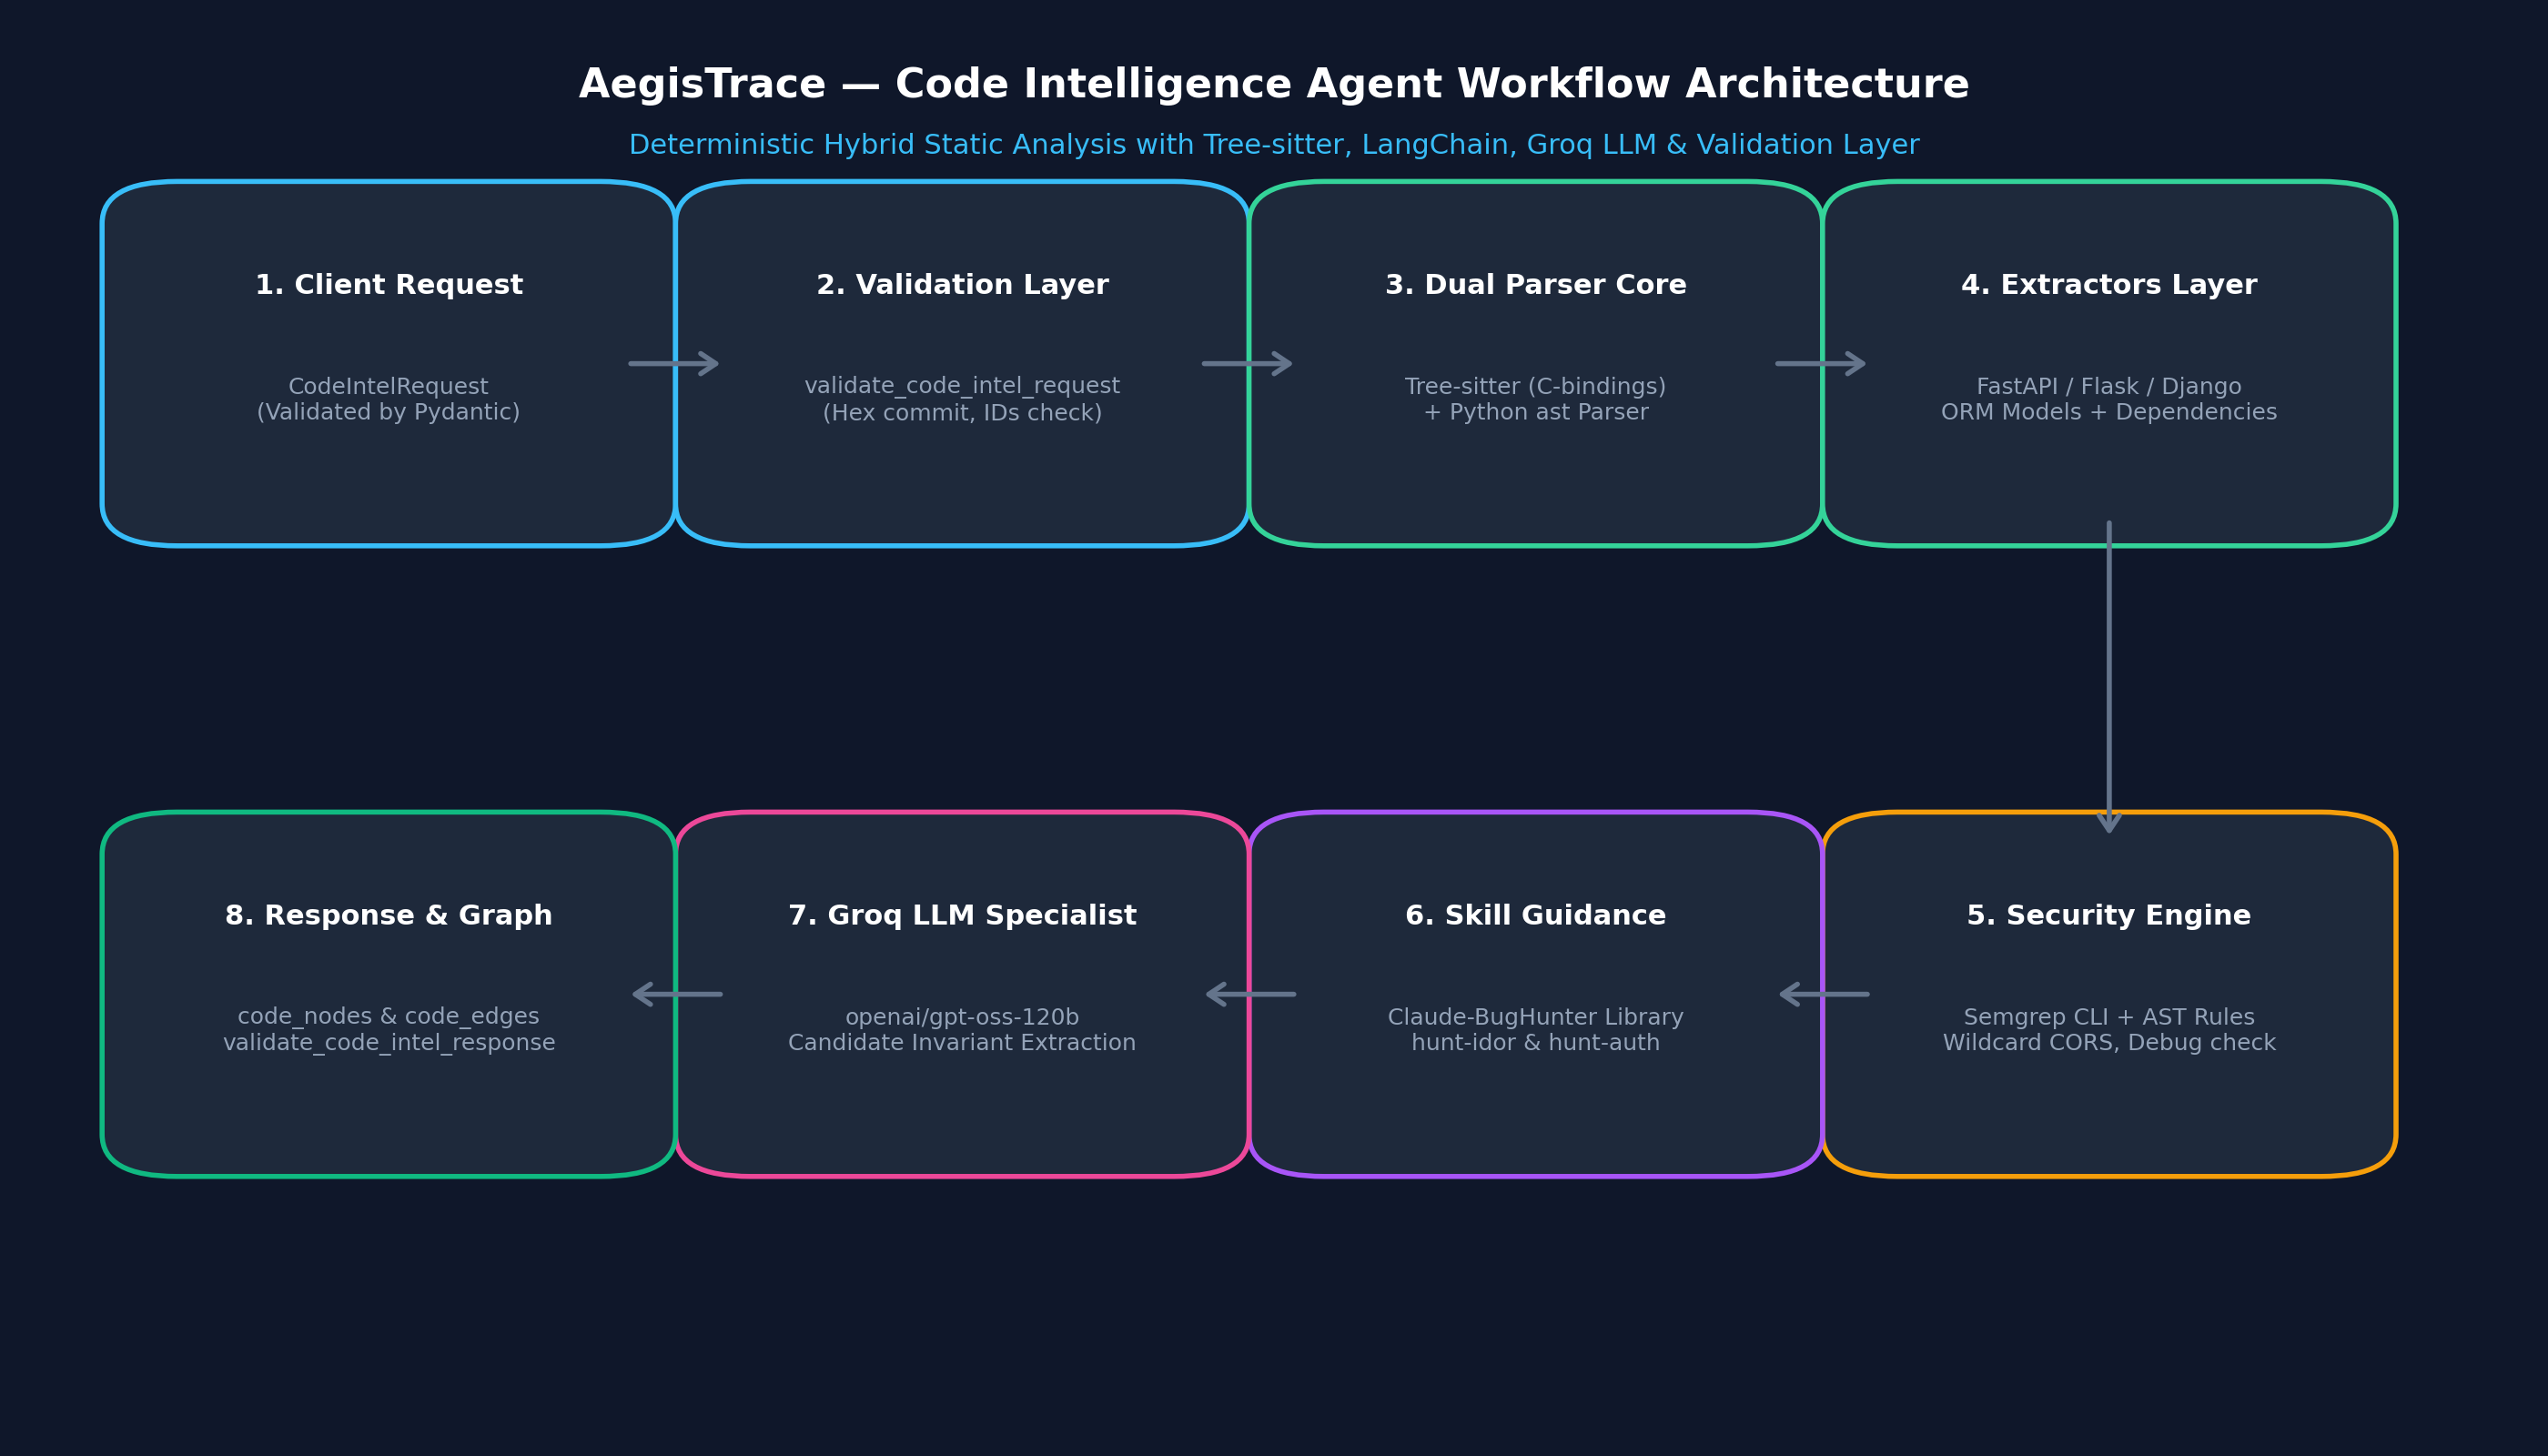 AegisTrace — Code Intelligence Agent Workflow Architecture
Deterministic Hybrid Static Analysis with Tree-sitter, LangChain, Groq LLM & Validation Layer
1. Client Request
CodeIntelRequest
(Validated by Pydantic)
2. Validation Layer
validate_code_intel_request
(Hex commit, IDs check)
3. Dual Parser Core
Tree-sitter (C-bindings)
+ Python ast Parser
4. Extractors Layer
FastAPI / Flask / Django
ORM Models + Dependencies
5. Security Engine
Semgrep CLI + AST Rules
Wildcard CORS, Debug check
6. Skill Guidance
Claude-BugHunter Library
hunt-idor & hunt-auth
7. Groq LLM Specialist
openai/gpt-oss-120b
Candidate Invariant Extraction
8. Response & Graph
code_nodes & code_edges
validate_code_intel_response